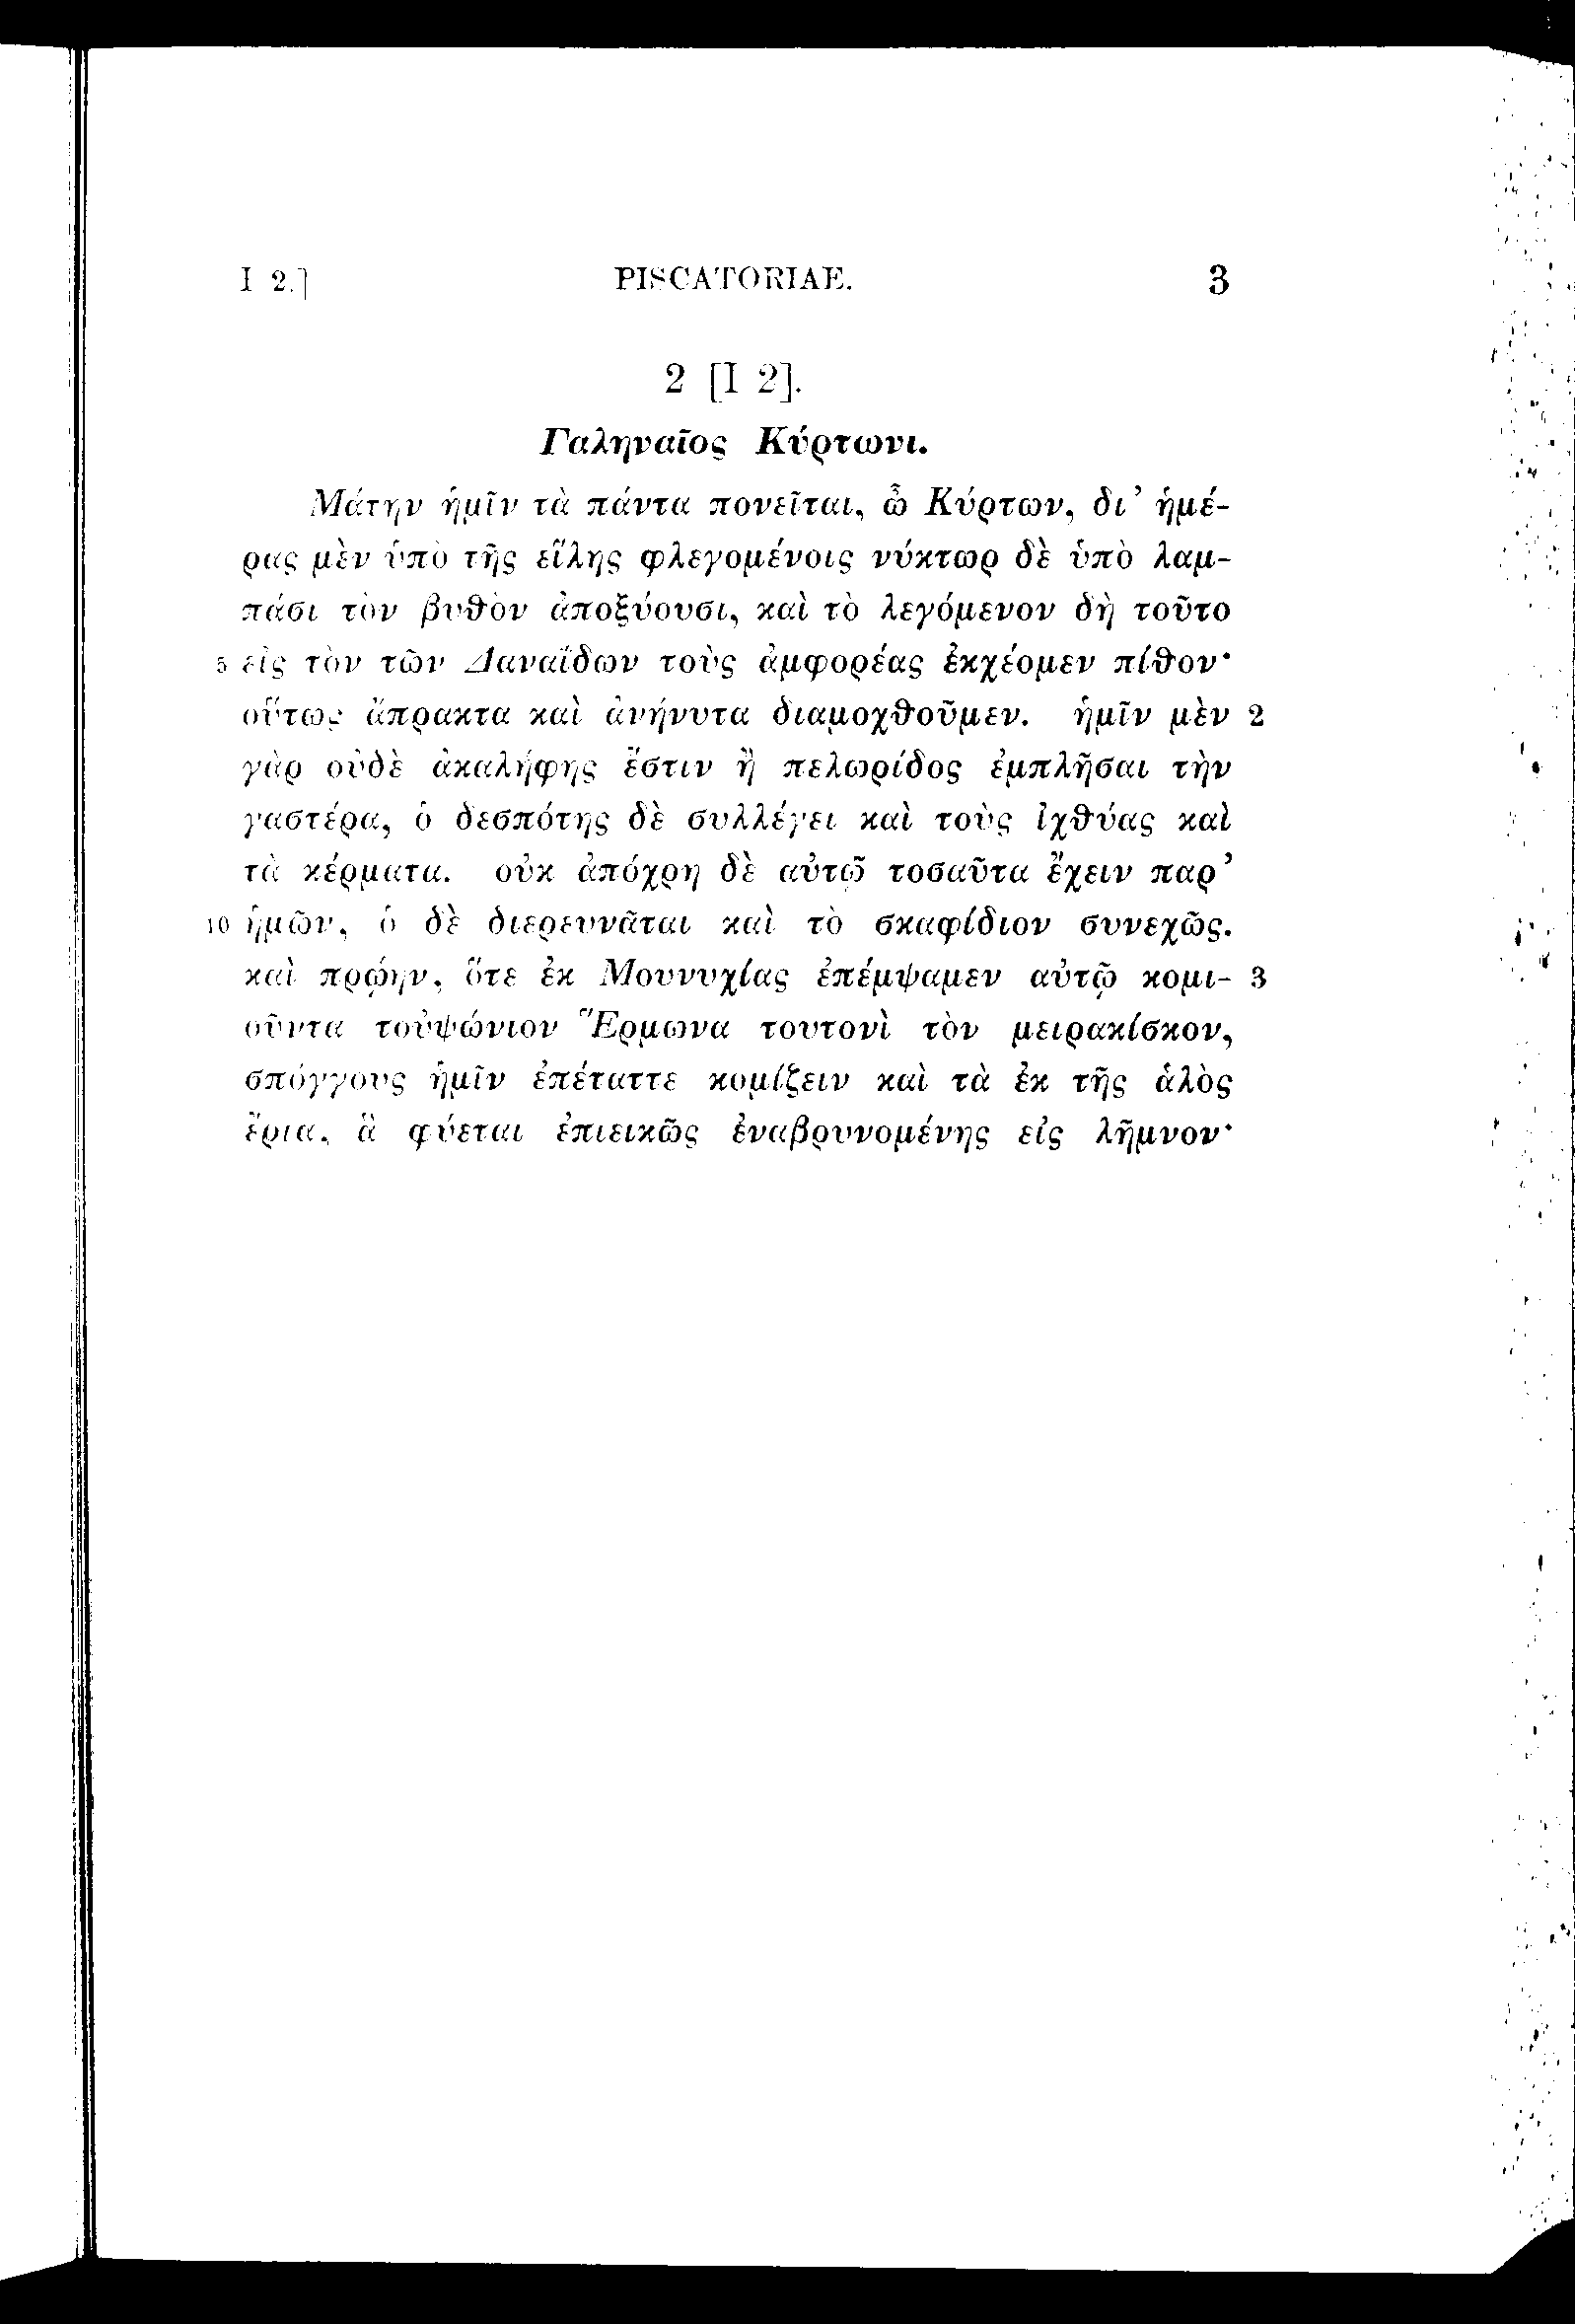 I 2.] PISCATORIAE. 3
2 [I 2].
Γαληναῖος Κύρτωνι.
Μάτην ἡμῖν τὰ πάντα πονεῖται, ὦ Κύρτων, δι’ ἡμέ-
ρας μὲν ὑπὸ τῆς εἵλης φλεγομένοις νύκτωρ δὲ ὑπὸ λαμ-
πάσι τὸν βυθὸν ἀποξύουσι, καὶ τὸ λεγόμενον δὴ τοῦτο
5 εἰς τὸν τῶν Δαναΐδων τοὺς ἀμφορέας ἐκχέομεν πίθον·
οὕτως ἄπρακτα καὶ ἀνήνυτα διαμοχθοῦμεν. ἡμῖν μὲν 2
γὰρ οὐδὲ ἀκαλήφης ἔστιν ἢ πελωρίδος ἐμπλῆσαι τὴν
γαστέρα, ὁ δεσπότης δὲ συλλέγει καὶ τοὺς ἰχθύας καὶ
τὰ κέρματα. οὐκ ἀπόχρη δὲ αὐτῷ τοσαῦτα ἔχειν παρ’
10 ἡμῶν, ὁ δὲ διερευνᾶται καὶ τὸ σκαφίδιον συνεχῶς.
καὶ πρῴην, ὅτε ἐκ Μουνυχίας ἐπέμψαμεν αὐτῷ κομι- 3
οῦντα τοὐψώνιον Ἕρμωνα τουτονὶ τὸν μειρακίσκον,
σπόγγους ἡμῖν ἐπέταττε κομίζειν καὶ τὰ ἐκ τῆς ἁλὸς
ἔρια, ἃ φύεται ἐπιεικῶς ἐναβρυνομένης εἰς λῆμνον·